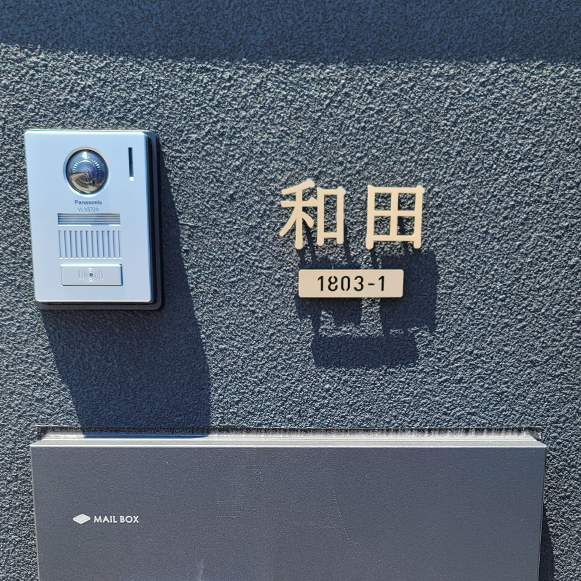 Panasonic
和田
1803-1
MAIL BOX